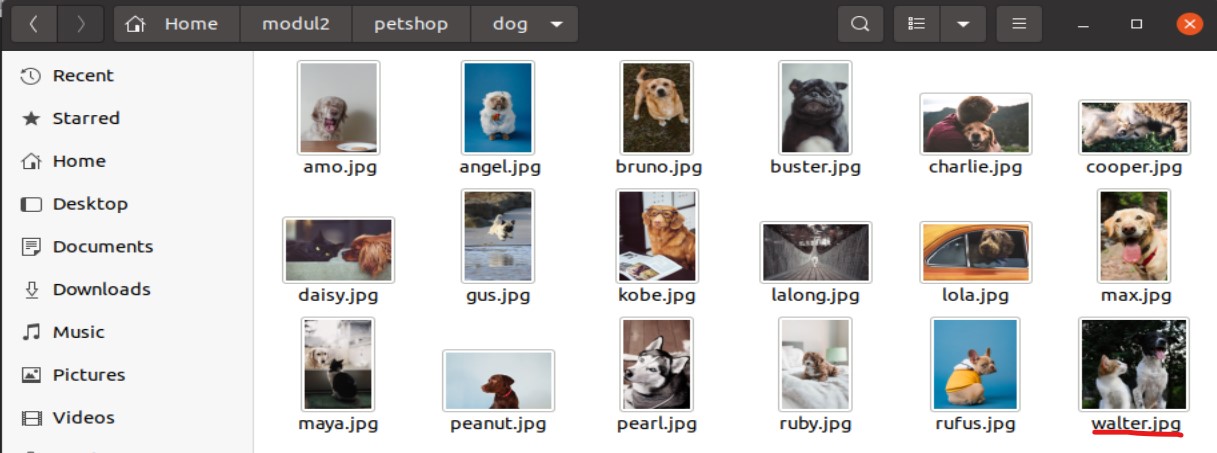 Home modul2 petshop dog
Recent
Starred
Home
Desktop
Documents
Downloads
Music
Pictures
Videos
amo.jpg angel.jpg bruno.jpg buster.jpg charlie.jpg cooper.jpg
daisy.jpg gus.jpg kobe.jpg lalong.jpg lola.jpg max.jpg
maya.jpg peanut.jpg pearl.jpg ruby.jpg rufus.jpg walter.jpg